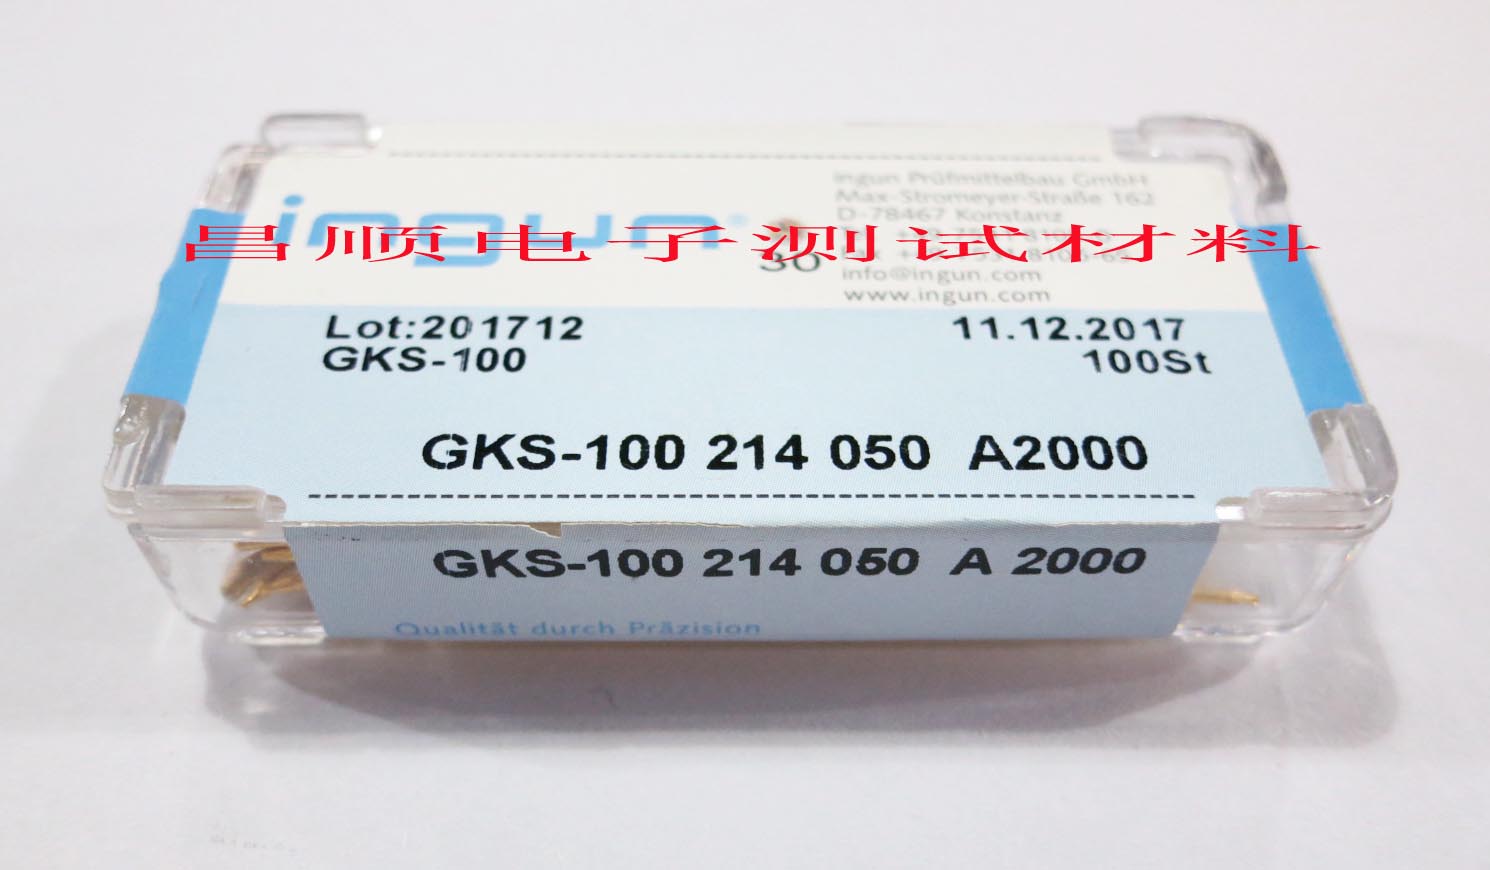 ingun Prüfmittelbau GmbH
Max-Stromeyer-Straße 162
D-78467 Konstanz
ingun
昌顺电子测试材料
30
info@ingun.com
www.ingun.com
Lot:201712 11.12.2017
GKS-100 100St
GKS-100 214 050 A2000
GKS-100 214 050 A 2000
Qualität durch Präzision